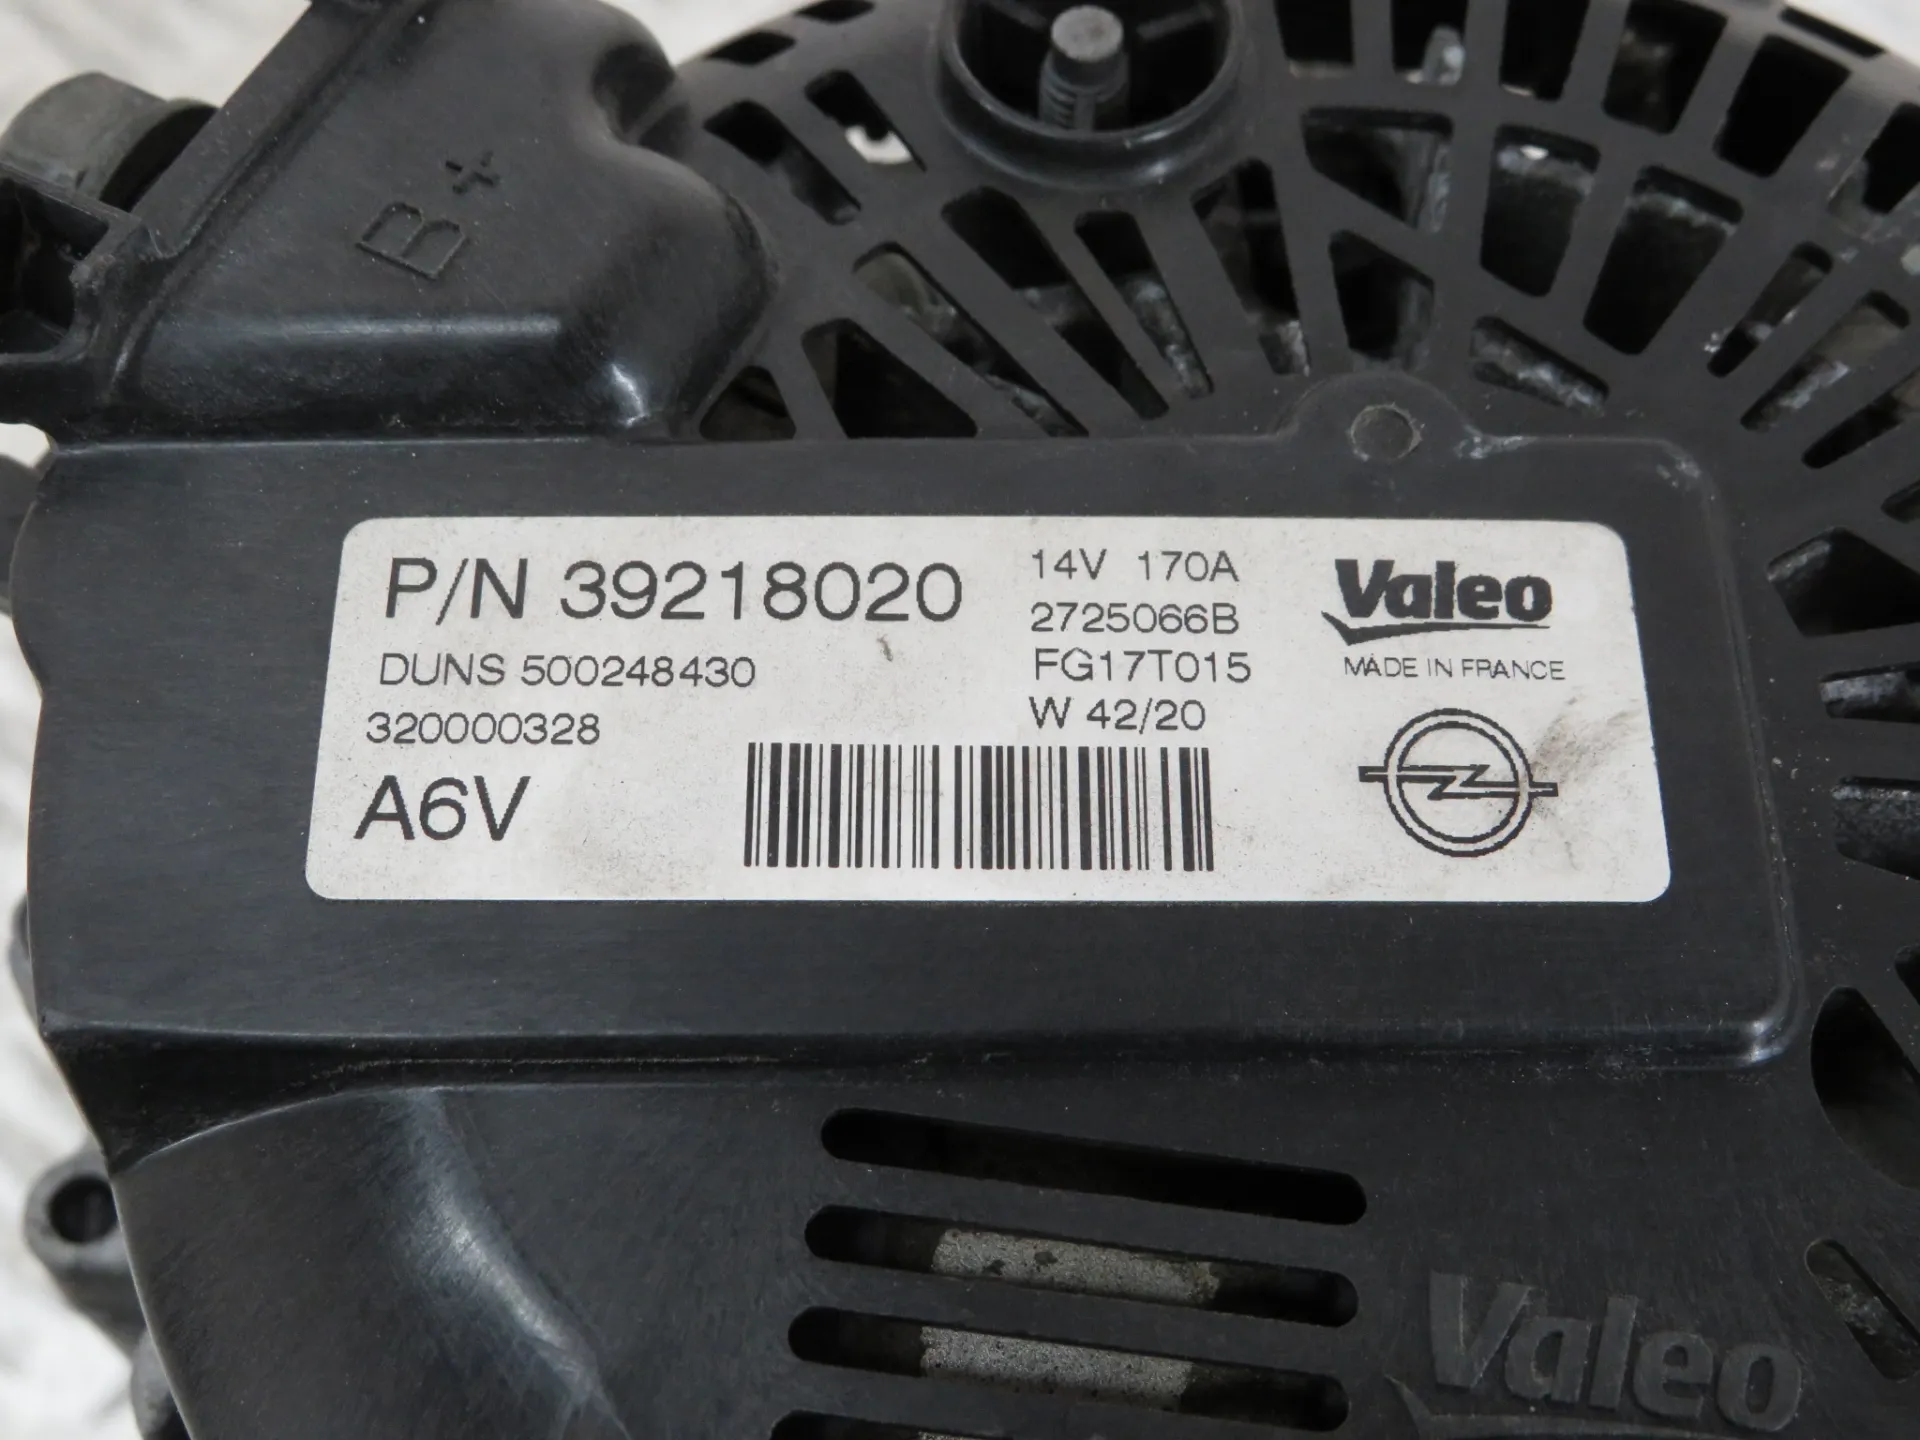 B+
P/N 39218020
DUNS 500248430
320000328
A6V
14V 170A
2725066B
FG17T015
W 42/20
Valeo
MADE IN FRANCE
Valeo